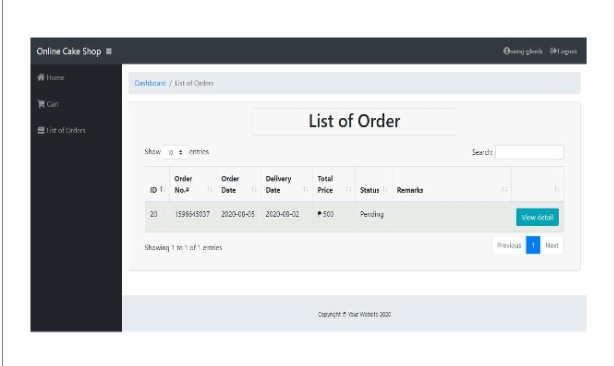 Online Cake Shop
suraj ghosh Logout
Home
Cart
List of Orders
Dashboard / List of Orders
List of Order
Show 10 entries
Search:
ID Order No.# Order Date Delivery Date Total Price Status Remarks
20 1596645037 2020-08-05 2020-08-02 ₱ 500 Pending View detail
Showing 1 to 1 of 1 entries
Previous 1 Next
Copyright © Your Website 2020